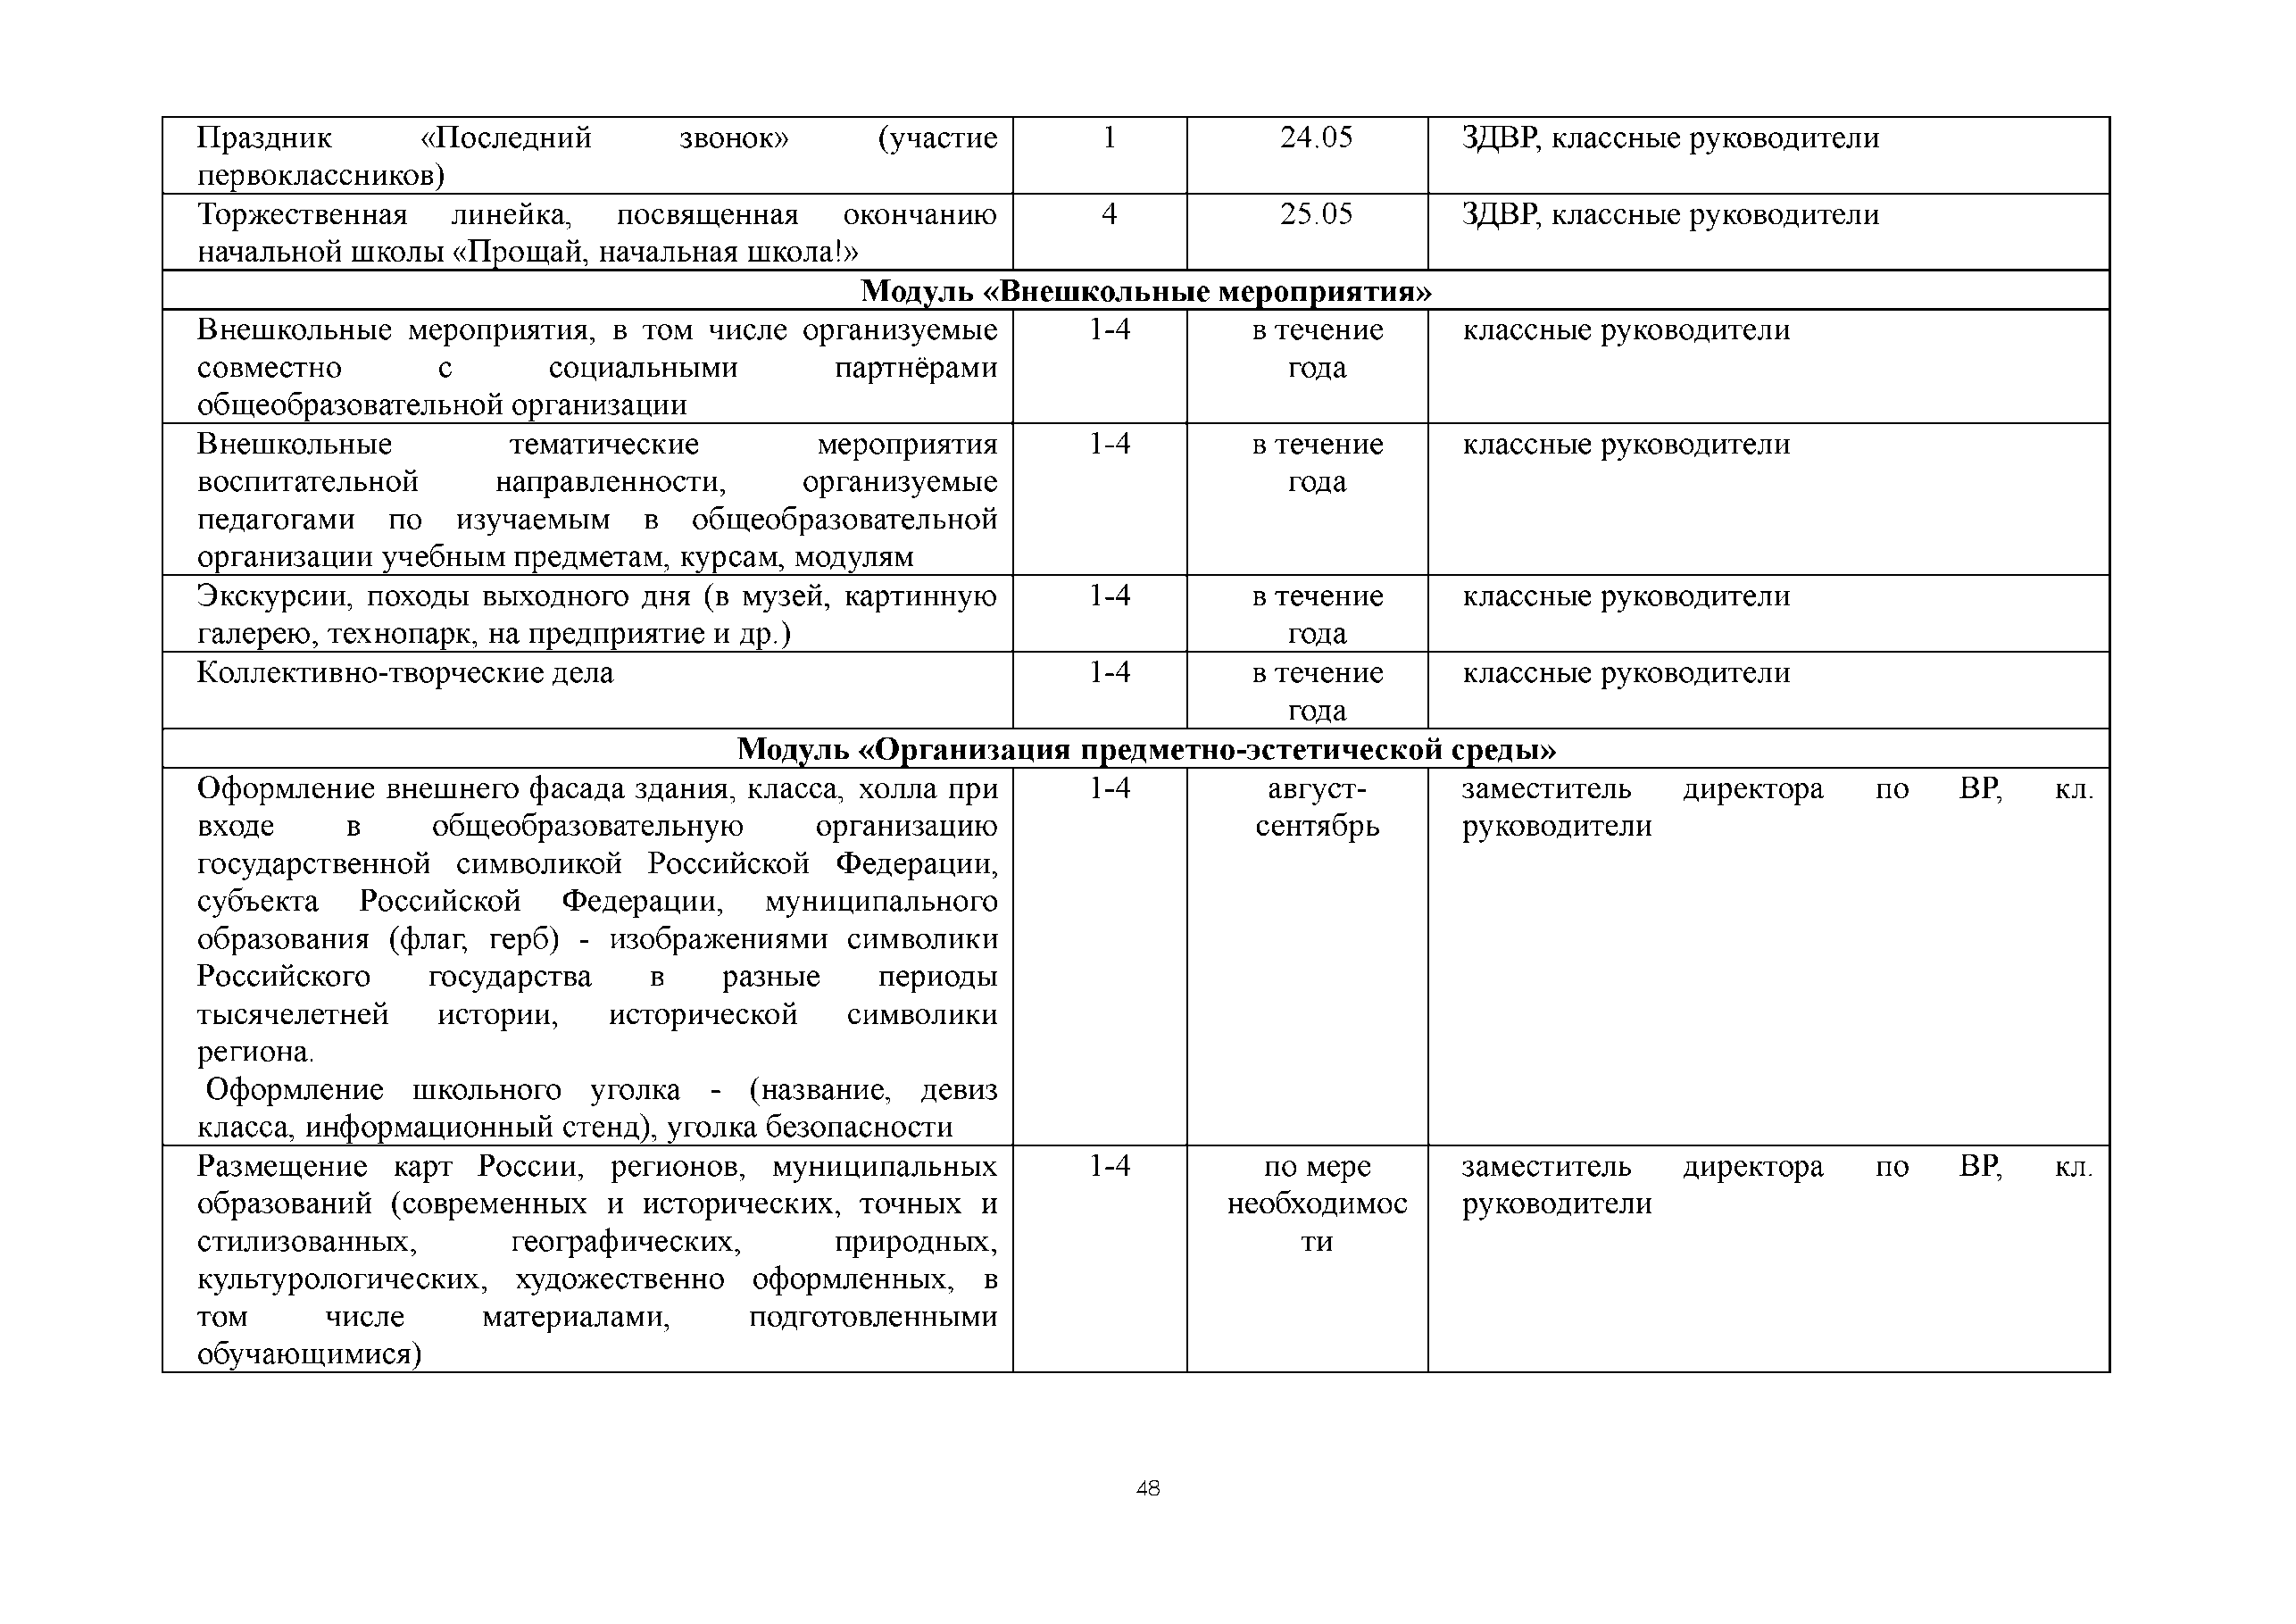 Праздник «Последний звонок» (участие 1 24.05 ЗДВР, классные руководители
первоклассников)
Торжественная линейка, посвященная окончанию 4 25.05 ЗДВР, классные руководители
начальной школы «Прощай, начальная школа!»
Модуль «Внешкольные мероприятия»
Внешкольные мероприятия, в том числе организуемые 1-4 в течение классные руководители
совместно с социальными партнёрами года
общеобразовательной организации
Внешкольные тематические мероприятия 1-4 в течение классные руководители
воспитательной направленности, организуемые года
педагогами по изучаемым в общеобразовательной
организации учебным предметам, курсам, модулям
Экскурсии, походы выходного дня (в музей, картинную 1-4 в течение классные руководители
галерею, технопарк, на предприятие и др.) года
Коллективно-творческие дела 1-4 в течение классные руководители
года
Модуль «Организация предметно-эстетической среды»
Оформление внешнего фасада здания, класса, холла при 1-4 август- заместитель директора по ВР, кл.
входе в общеобразовательную организацию сентябрь руководители
государственной символикой Российской Федерации,
субъекта Российской Федерации, муниципального
образования (флаг, герб) - изображениями символики
Российского государства в разные периоды
тысячелетней истории, исторической символики
региона.
Оформление школьного уголка - (название, девиз
класса, информационный стенд), уголка безопасности
Размещение карт России, регионов, муниципальных 1-4 по мере заместитель директора по ВР, кл.
образований (современных и исторических, точных и необходимос руководители
стилизованных, географических, природных, ти
культурологических, художественно оформленных, в
том числе материалами, подготовленными
обучающимися)
48